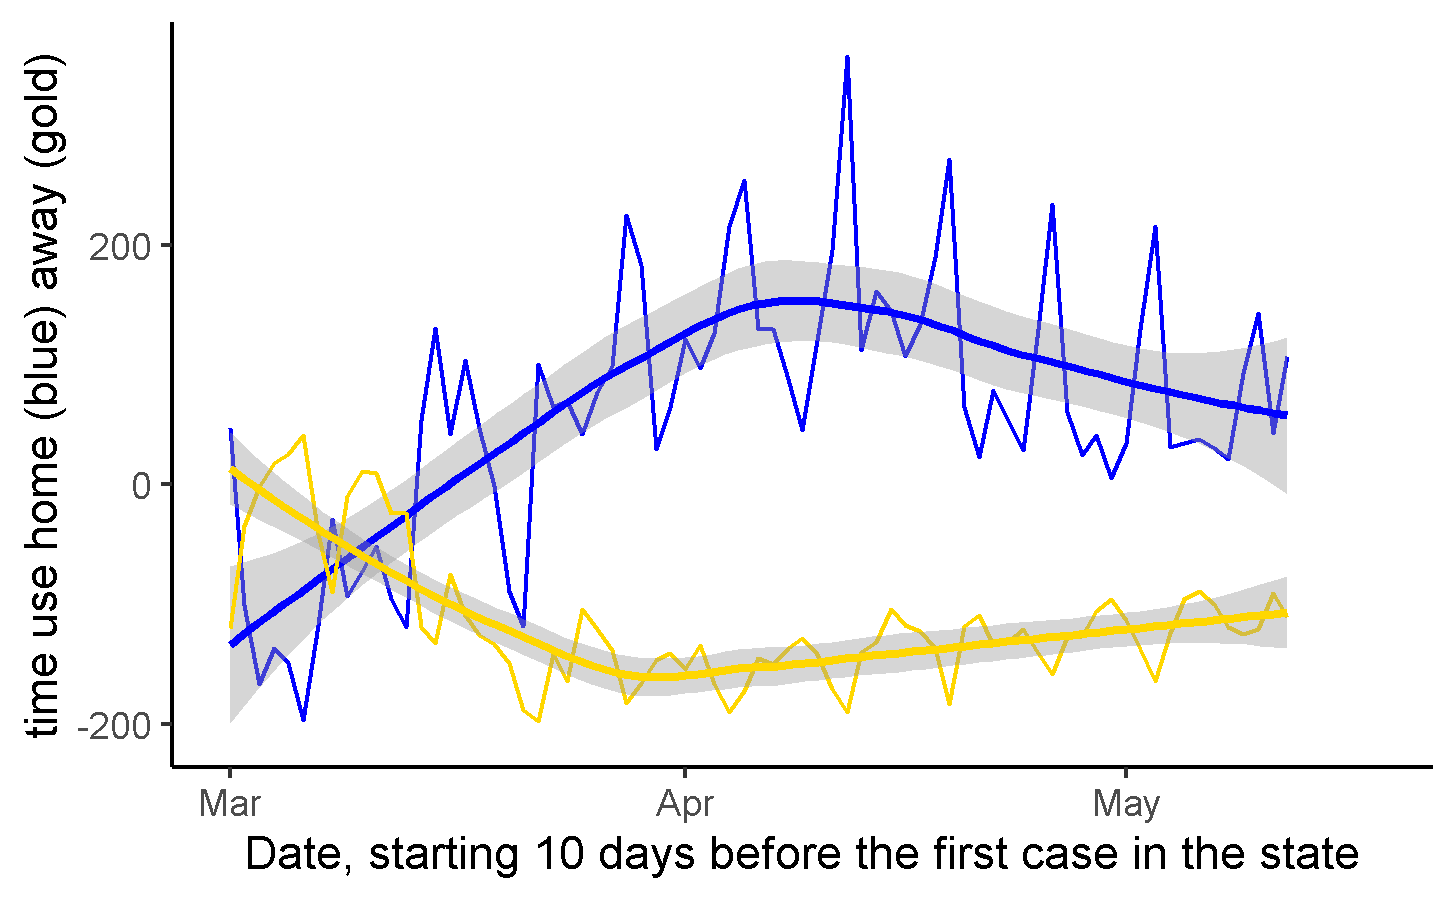 time use home (blue) away (gold)
200
0
-200
Mar
Apr
May
Date, starting 10 days before the first case in the state